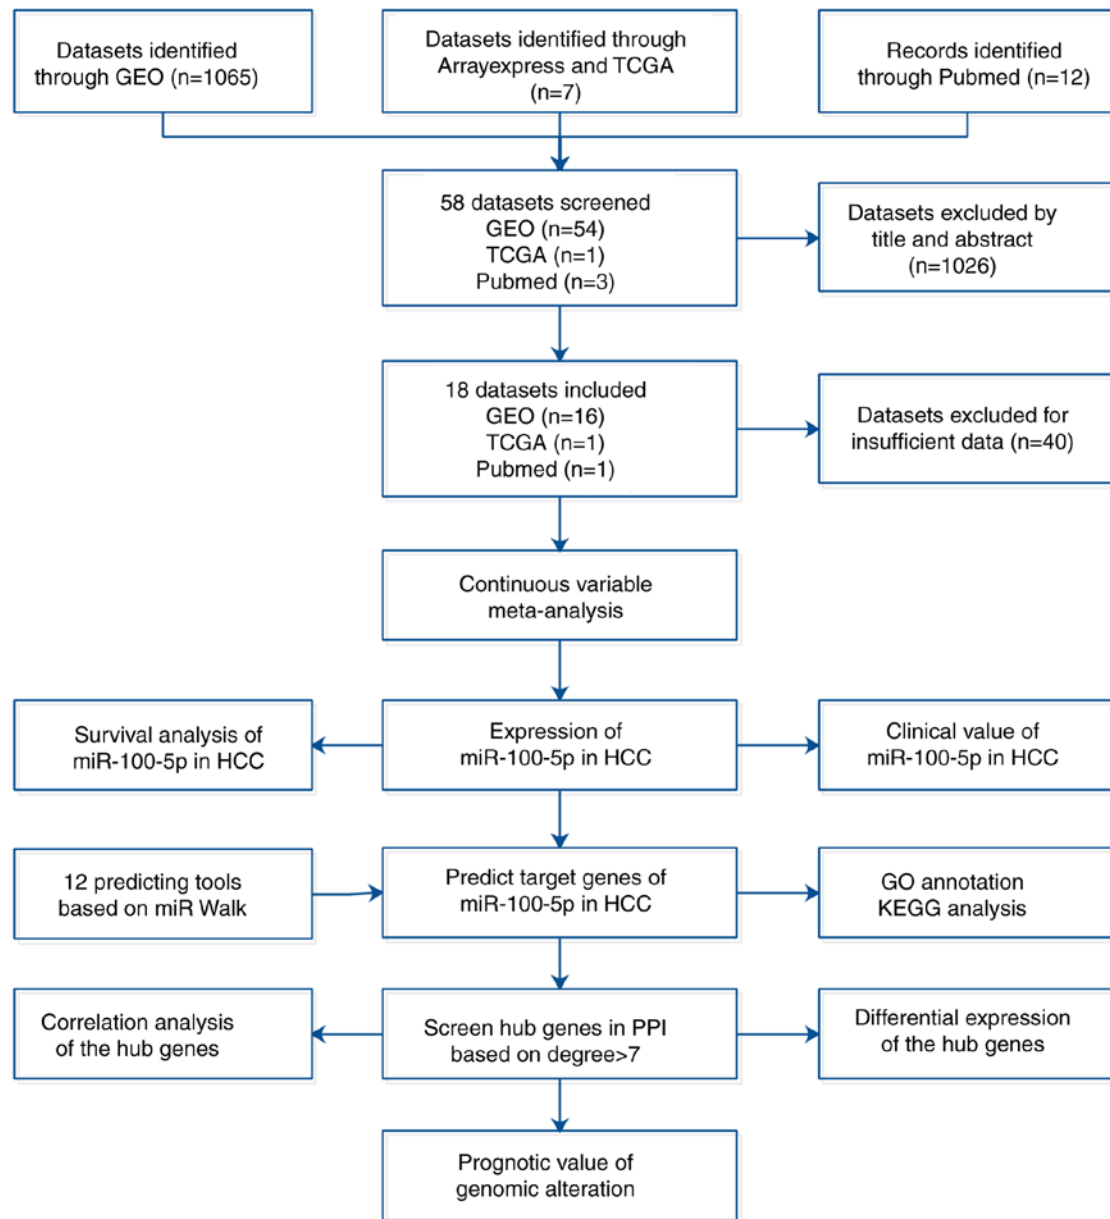 Datasets identified
through GEO (n=1065)
Datasets identified through
Arrayexpress and TCGA
(n=7)
Records identified
through Pubmed (n=12)
58 datasets screened
GEO (n=54)
TCGA (n=1)
Pubmed (n=3)
Datasets excluded by
title and abstract
(n=1026)
18 datasets included
GEO (n=16)
TCGA (n=1)
Pubmed (n=1)
Datasets excluded for
insufficient data (n=40)
Continuous variable
meta-analysis
Survival analysis of
miR-100-5p in HCC
Expression of
miR-100-5p in HCC
Clinical value of
miR-100-5p in HCC
12 predicting tools
based on miR Walk
Predict target genes of
miR-100-5p in HCC
GO annotation
KEGG analysis
Correlation analysis
of the hub genes
Screen hub genes in PPI
based on degree>7
Differential expression
of the hub genes
Prognotic value of
genomic alteration